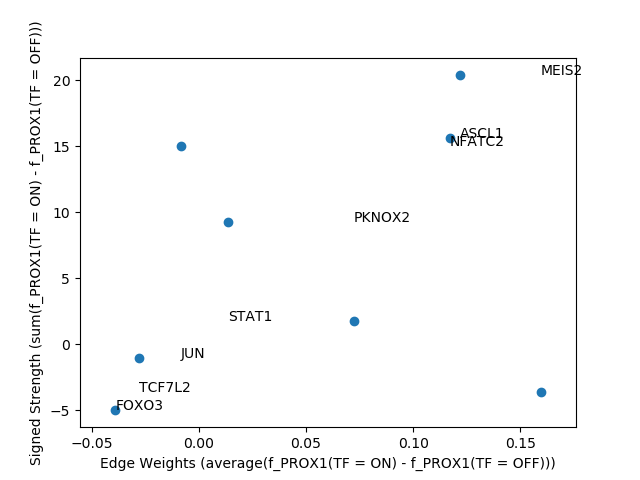 Signed Strength (sum(f_PROX1(TF = ON) - f_PROX1(TF = OFF)))
20
15
10
5
0
−5
MEIS2
ASCL1
NFATC2
PKNOX2
STAT1
JUN
TCF7L2
FOXO3
−0.05
0.00
0.05
0.10
0.15
Edge Weights (average(f_PROX1(TF = ON) - f_PROX1(TF = OFF)))